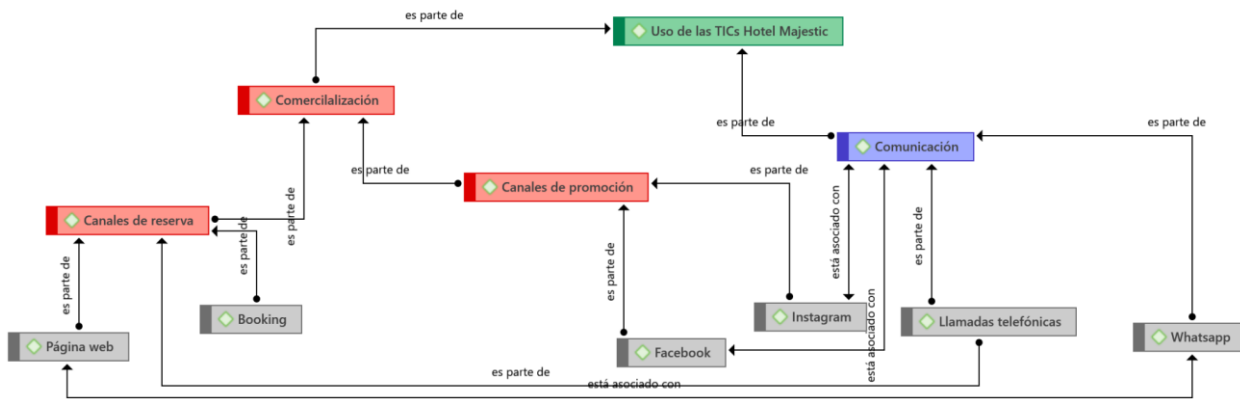 es parte de
Uso de las TICs Hotel Majestic
Comercilalización
es parte de
es parte de
Comunicación
es parte de
es parte de
Canales de promoción
es parte de
está asociado con
es parte de
Canales de reserva
es parte de
es parte de
es parte de
es parte de
Booking
Instagram
Llamadas telefónicas
Whatsapp
Página web
Facebook
está asociado con
es parte de
está asociado con